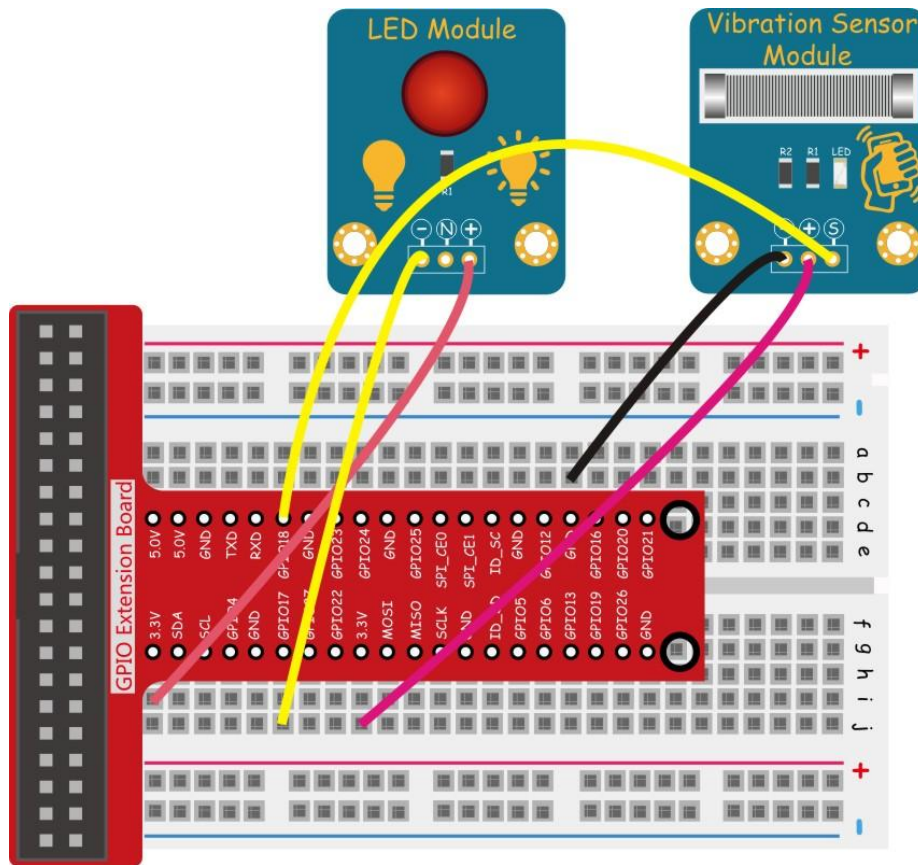 LED Module
R1
- N +
Vibration Sensor
Module
R2 R1 LED
+ S
+
-
a
b
c
d
e
GPIO Extension Board
5.0V
5.0V
GND
TXD
RXD
GPIO18
GND
GPIO23
GPIO24
GND
GPIO25
SPI_CE0
SPI_CE1
ID_SC
GND
GPIO12
GPIO16
GPIO20
GPIO21
3.3V
SDA
SCL
GND
GPIO17
GPIO22
3.3V
MOSI
MISO
SCLK
GPIO5
GPIO6
GPIO13
GPIO19
GPIO26
GND
f
g
h
i
j
+
-